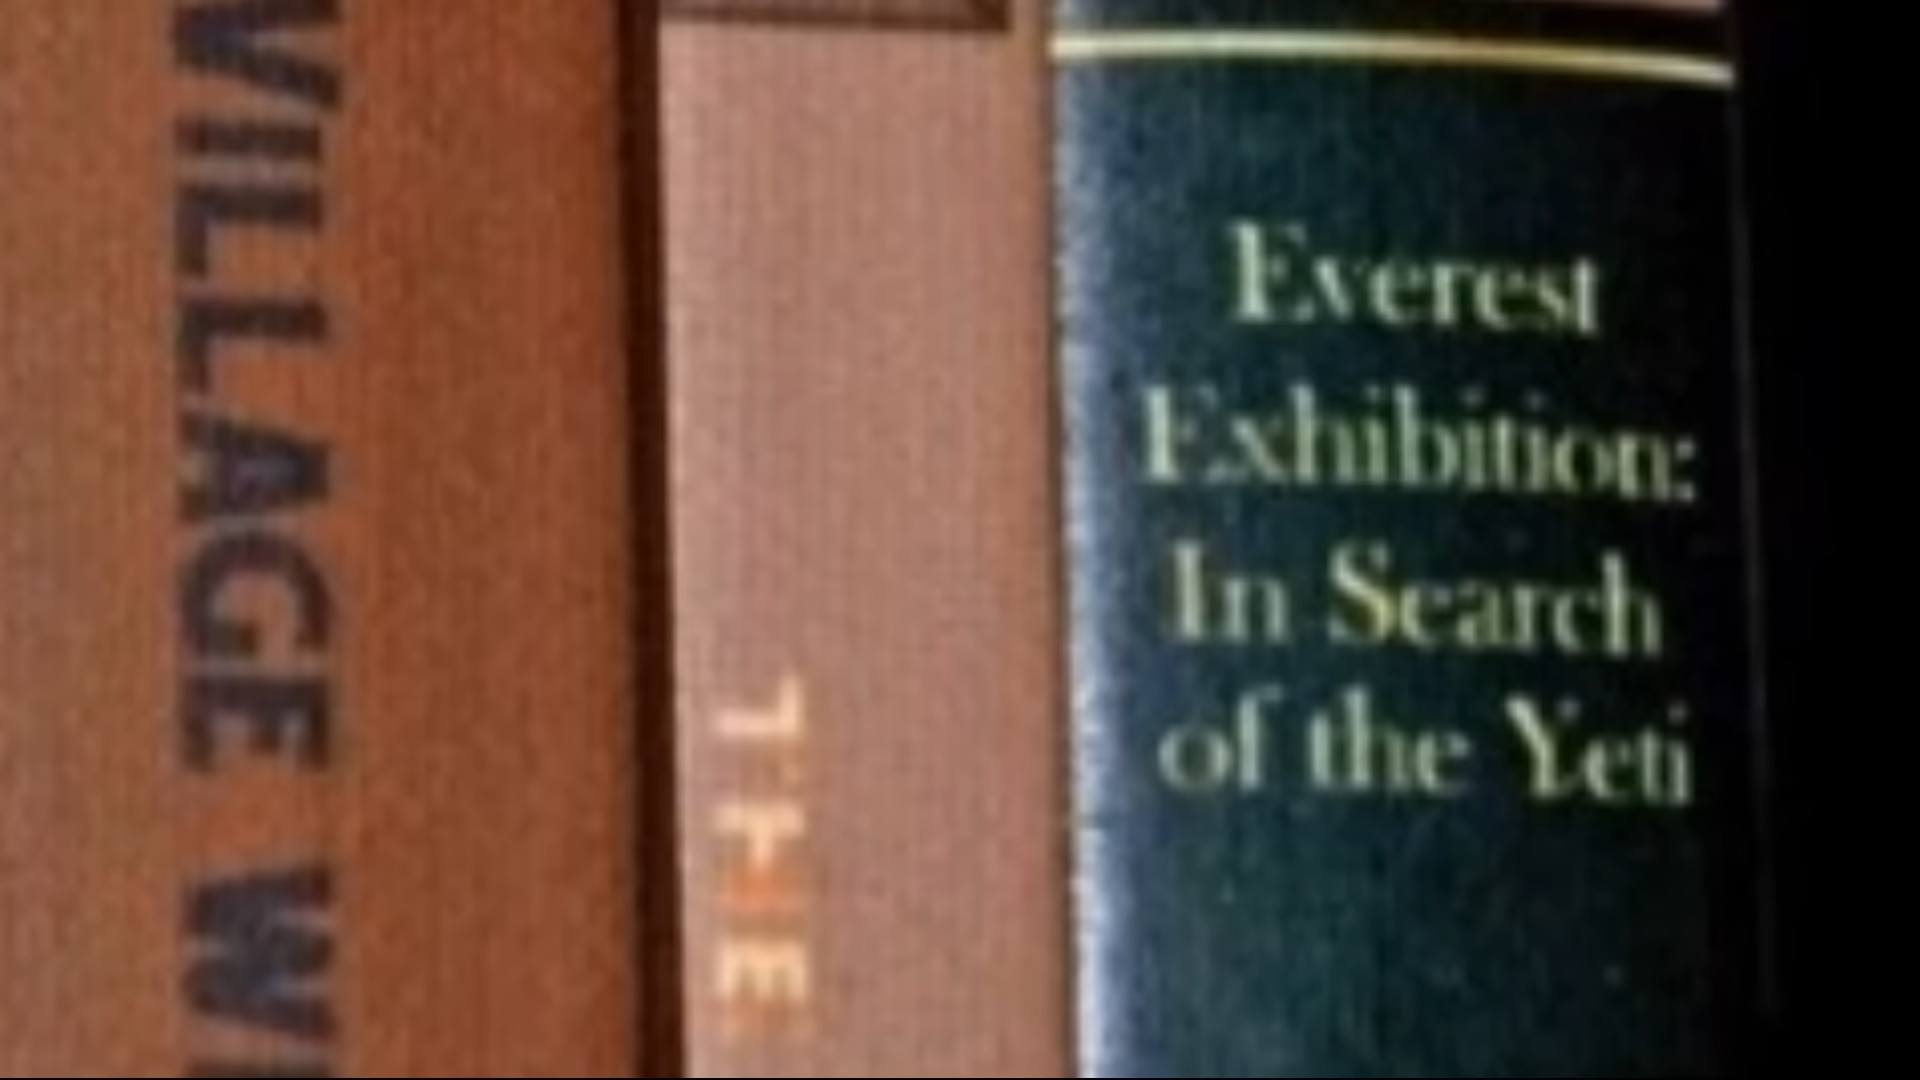 VILLAGE
THE
Everest
Exhibition:
In Search
of the Yeti